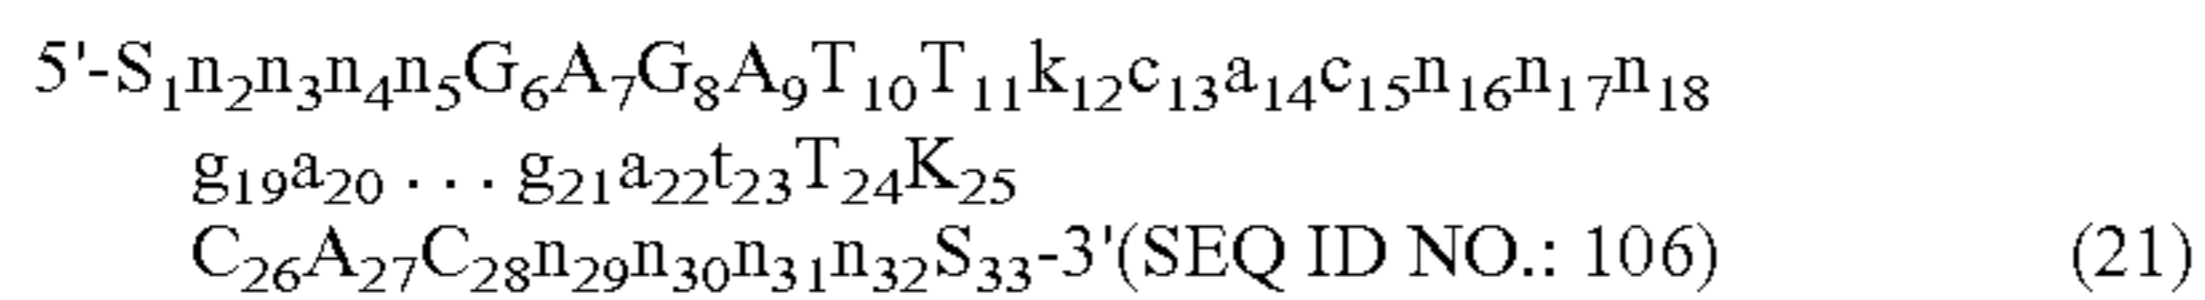 5'-S₁n₂n₃n₄n₅G₆A₇G₈A₉T₁₀T₁₁k₁₂c₁₃a₁₄c₁₅n₁₆n₁₇n₁₈
g₁₉a₂₀ . . . g₂₁a₂₂t₂₃T₂₄K₂₅
C₂₆A₂₇C₂₈n₂₉n₃₀n₃₁n₃₂S₃₃-3'(SEQ ID NO.: 106) (21)